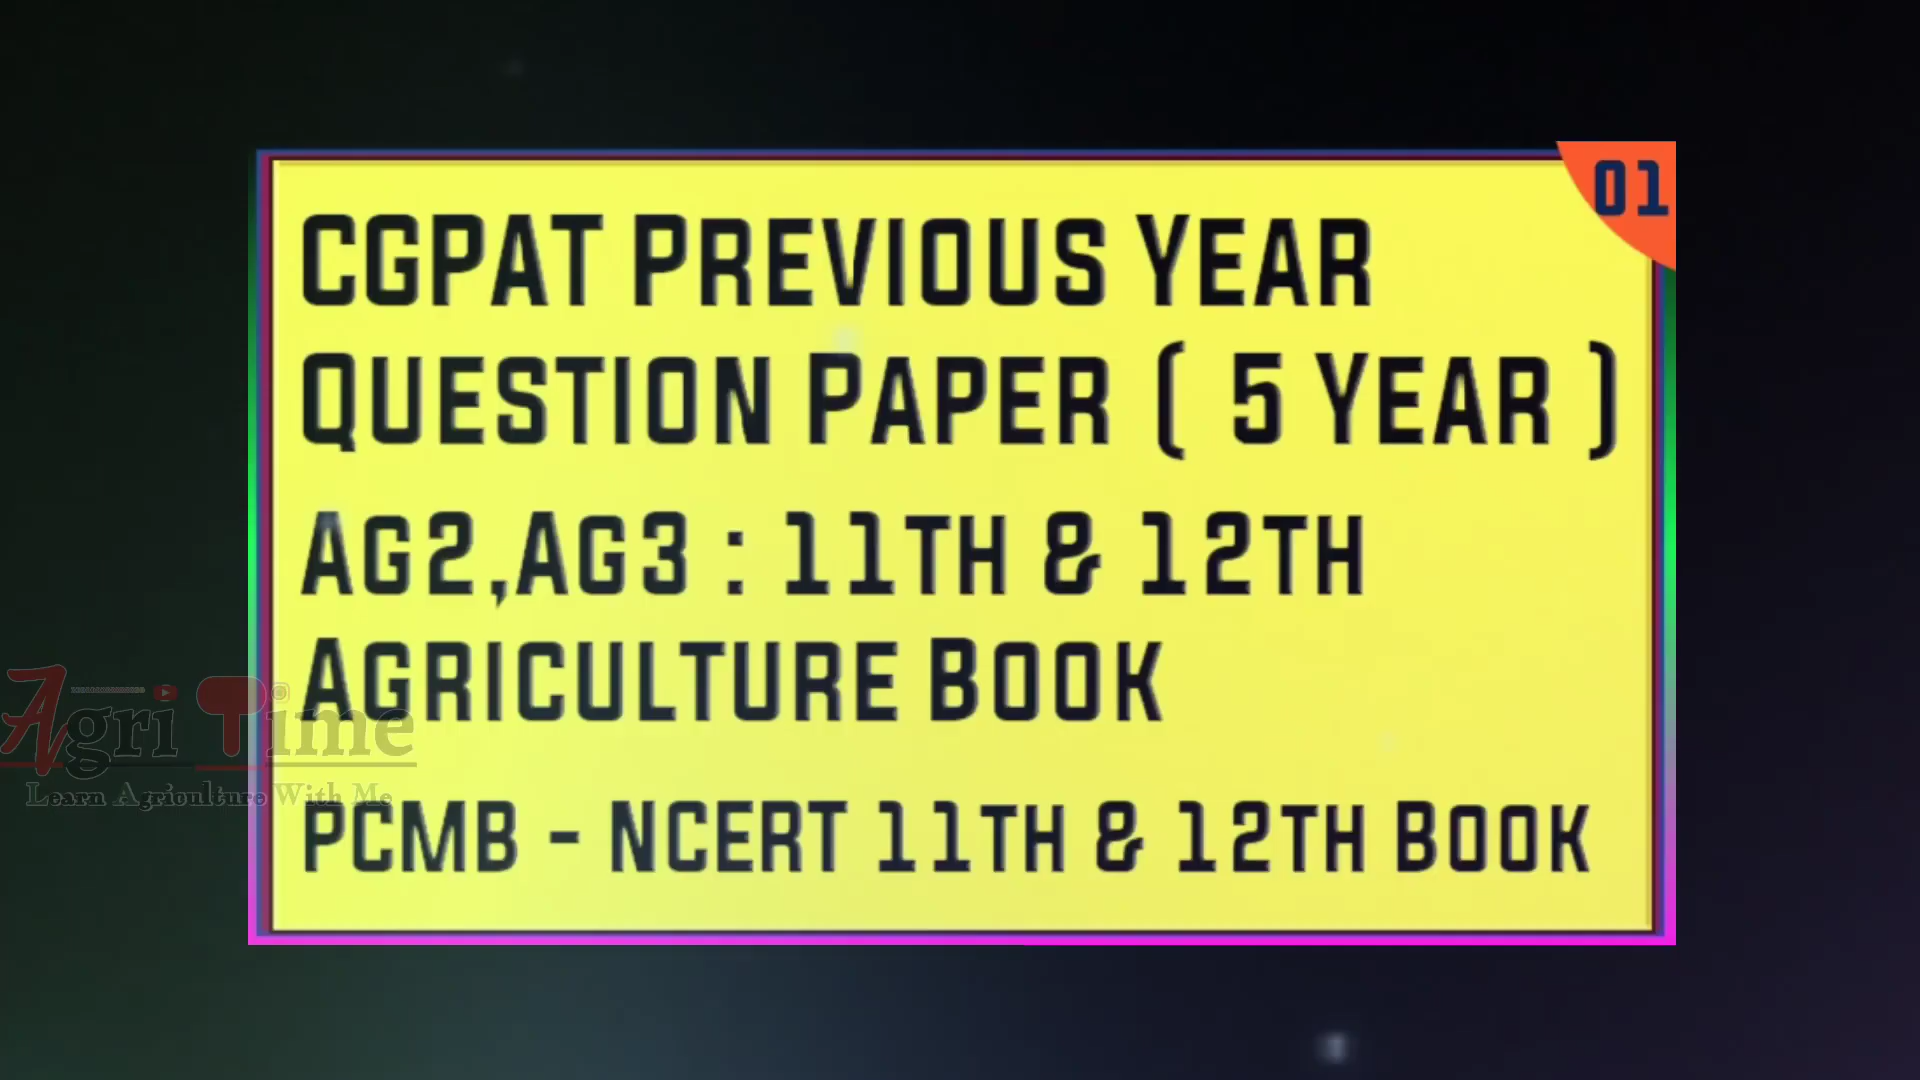 01
CGPAT Previous Year
Question Paper ( 5 Year )
Ag2,Ag3 : 11th & 12th
Agriculture Book
Agri Time
Learn Agriculture With Me
PCMB - NCERT 11th & 12th Book